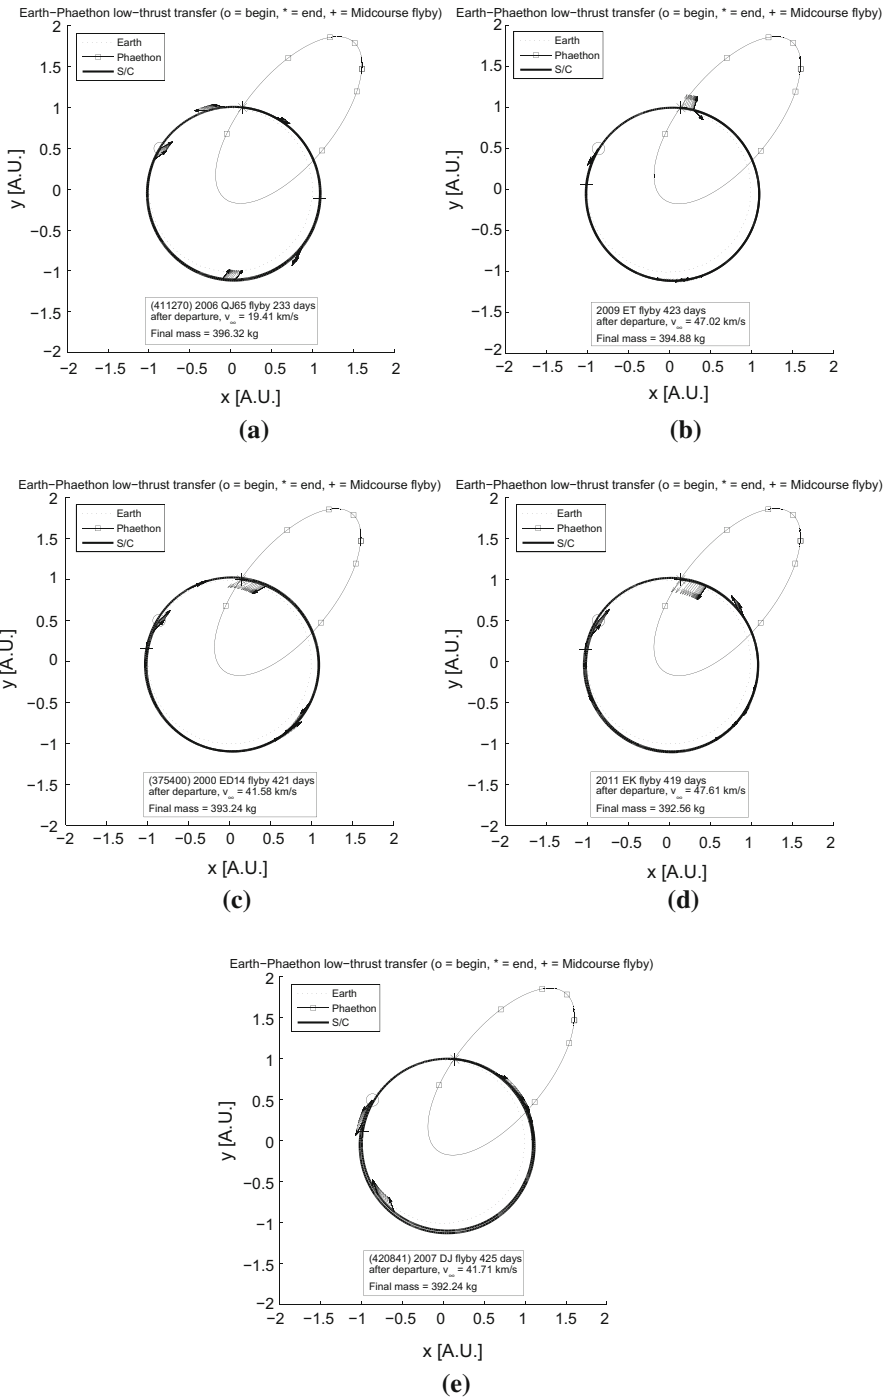 Earth−Phaethon low−thrust transfer (o = begin, * = end, + = Midcourse flyby)
2
1.5
1
0.5
0
−0.5
−1
−1.5
−2
y [A.U.]
Earth
Phaethon
S/C
(411270) 2006 QJ65 flyby 233 days
after departure, v∞ = 19.41 km/s
Final mass = 396.32 kg
−2 −1.5 −1 −0.5 0 0.5 1 1.5 2
x [A.U.]
(a)
Earth−Phaethon low−thrust transfer (o = begin, * = end, + = Midcourse flyby)
2
1.5
1
0.5
0
−0.5
−1
−1.5
−2
y [A.U.]
Earth
Phaethon
S/C
2009 ET flyby 423 days
after departure, v∞ = 47.02 km/s
Final mass = 394.88 kg
−2 −1.5 −1 −0.5 0 0.5 1 1.5 2
x [A.U.]
(b)
Earth−Phaethon low−thrust transfer (o = begin, * = end, + = Midcourse flyby)
2
1.5
1
0.5
0
−0.5
−1
−1.5
−2
y [A.U.]
Earth
Phaethon
S/C
(375400) 2000 ED14 flyby 421 days
after departure, v∞ = 41.58 km/s
Final mass = 393.24 kg
−2 −1.5 −1 −0.5 0 0.5 1 1.5 2
x [A.U.]
(c)
Earth−Phaethon low−thrust transfer (o = begin, * = end, + = Midcourse flyby)
2
1.5
1
0.5
0
−0.5
−1
−1.5
−2
y [A.U.]
Earth
Phaethon
S/C
2011 EK flyby 419 days
after departure, v∞ = 47.61 km/s
Final mass = 392.56 kg
−2 −1.5 −1 −0.5 0 0.5 1 1.5 2
x [A.U.]
(d)
Earth−Phaethon low−thrust transfer (o = begin, * = end, + = Midcourse flyby)
2
1.5
1
0.5
0
−0.5
−1
−1.5
−2
y [A.U.]
Earth
Phaethon
S/C
(420841) 2007 DJ flyby 425 days
after departure, v∞ = 41.71 km/s
Final mass = 392.24 kg
−2 −1.5 −1 −0.5 0 0.5 1 1.5 2
x [A.U.]
(e)